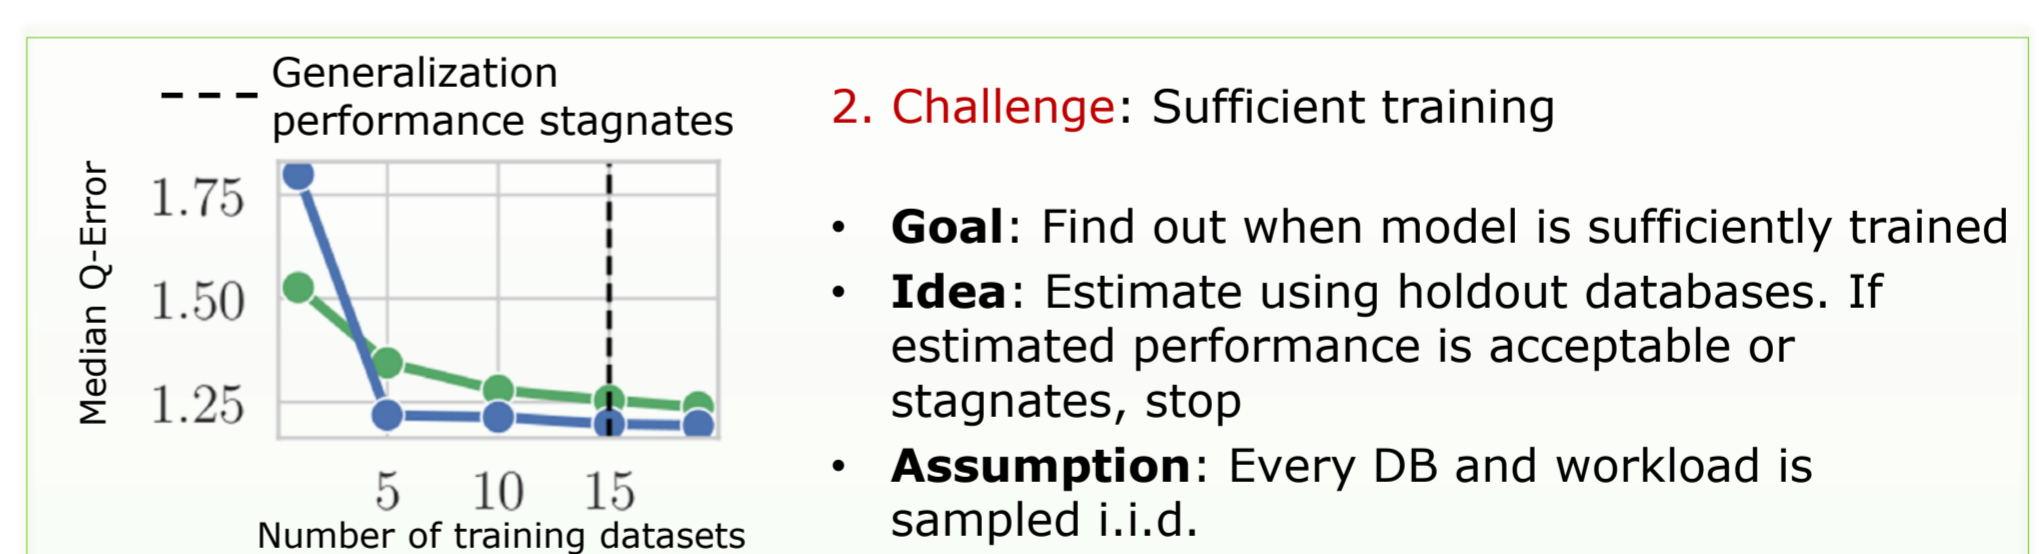 Generalization
performance stagnates
Median Q-Error
1.75
1.50
1.25
5 10 15
Number of training datasets
2. Challenge: Sufficient training
• Goal: Find out when model is sufficiently trained
• Idea: Estimate using holdout databases. If
estimated performance is acceptable or
stagnates, stop
• Assumption: Every DB and workload is
sampled i.i.d.